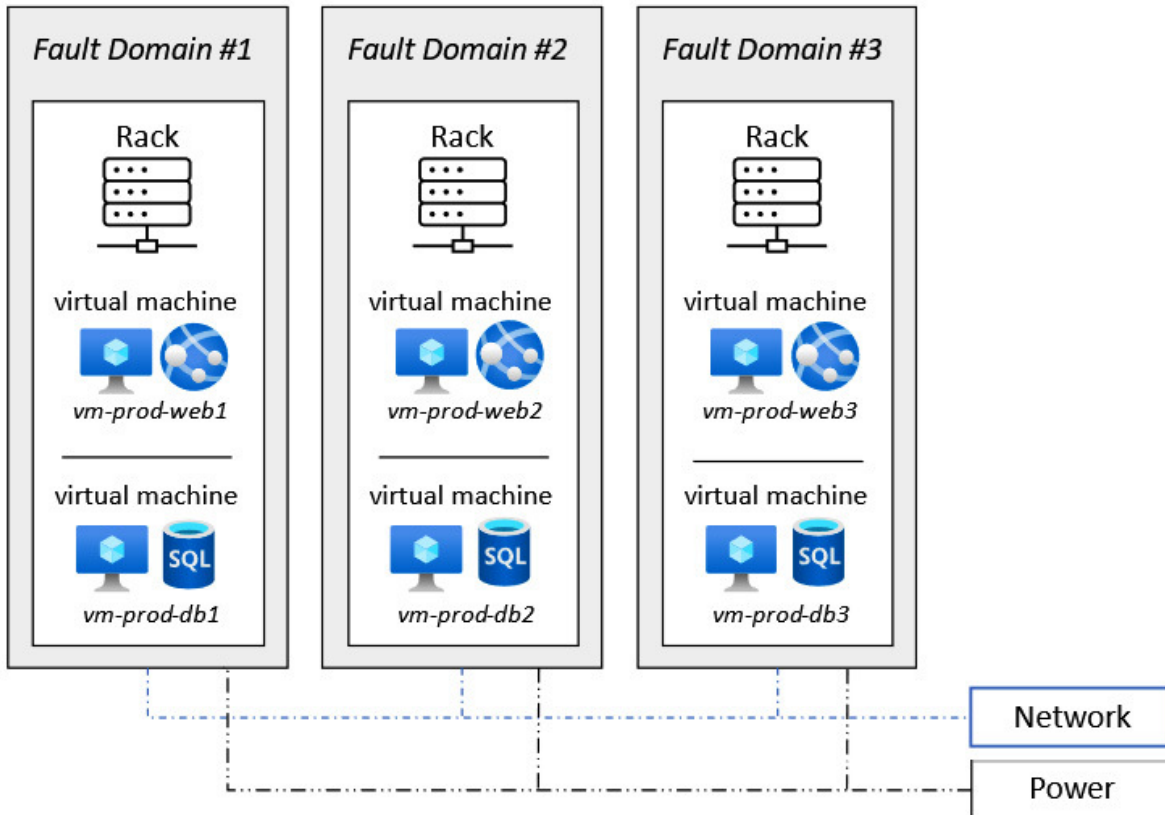 Fault Domain #1
Rack
virtual machine
vm-prod-web1
virtual machine
SQL
vm-prod-db1
Fault Domain #2
Rack
virtual machine
vm-prod-web2
virtual machine
SQL
vm-prod-db2
Fault Domain #3
Rack
virtual machine
vm-prod-web3
virtual machine
SQL
vm-prod-db3
Network
Power